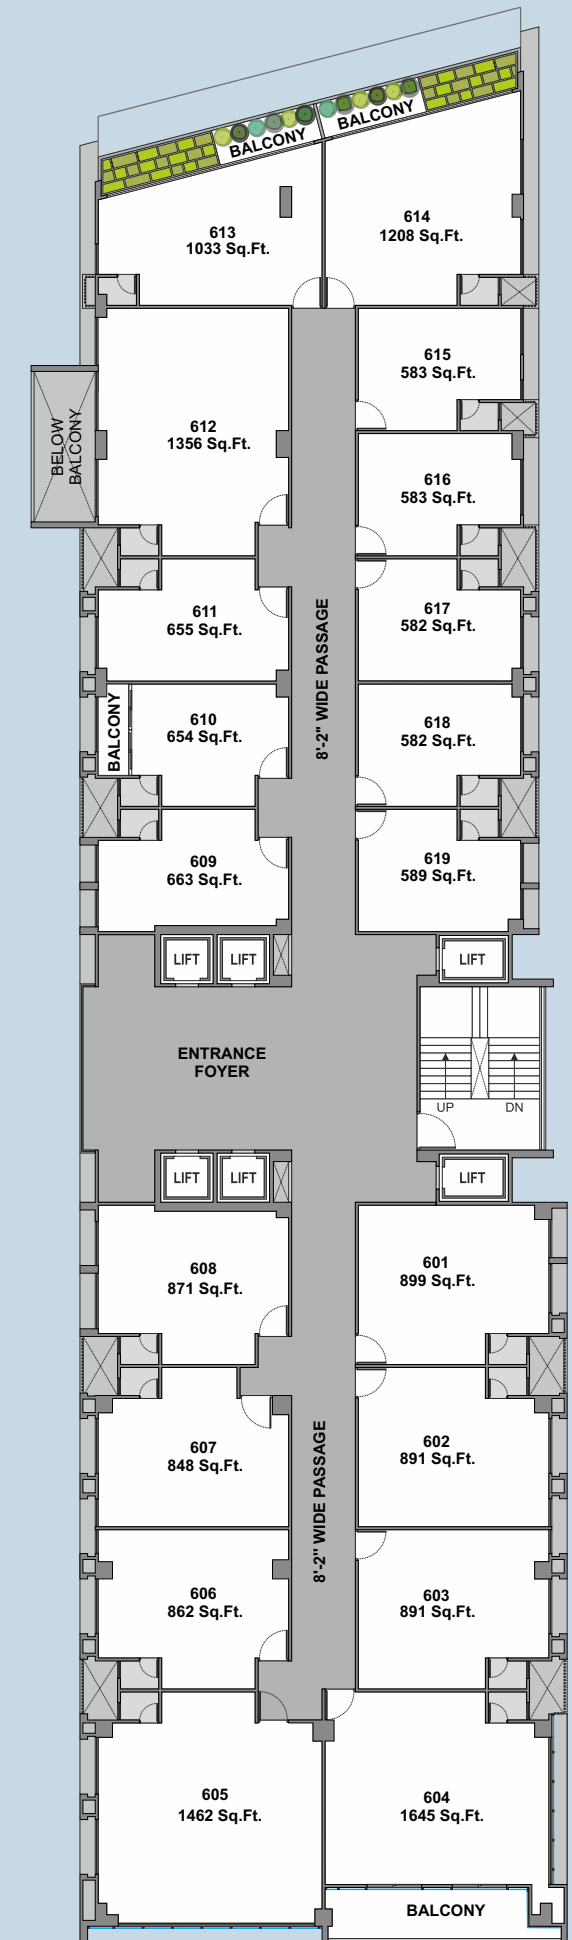 BALCONY
BALCONY
613
1033 Sq.Ft.
614
1208 Sq.Ft.
615
583 Sq.Ft.
612
1356 Sq.Ft.
BELOW
BALCONY
616
583 Sq.Ft.
611
655 Sq.Ft.
617
582 Sq.Ft.
8'-2" WIDE PASSAGE
BALCONY
610
654 Sq.Ft.
618
582 Sq.Ft.
609
663 Sq.Ft.
619
589 Sq.Ft.
LIFT
LIFT
LIFT
ENTRANCE
FOYER
UP
DN
LIFT
LIFT
LIFT
608
871 Sq.Ft.
601
899 Sq.Ft.
607
848 Sq.Ft.
602
891 Sq.Ft.
8'-2" WIDE PASSAGE
606
862 Sq.Ft.
603
891 Sq.Ft.
605
1462 Sq.Ft.
604
1645 Sq.Ft.
BALCONY